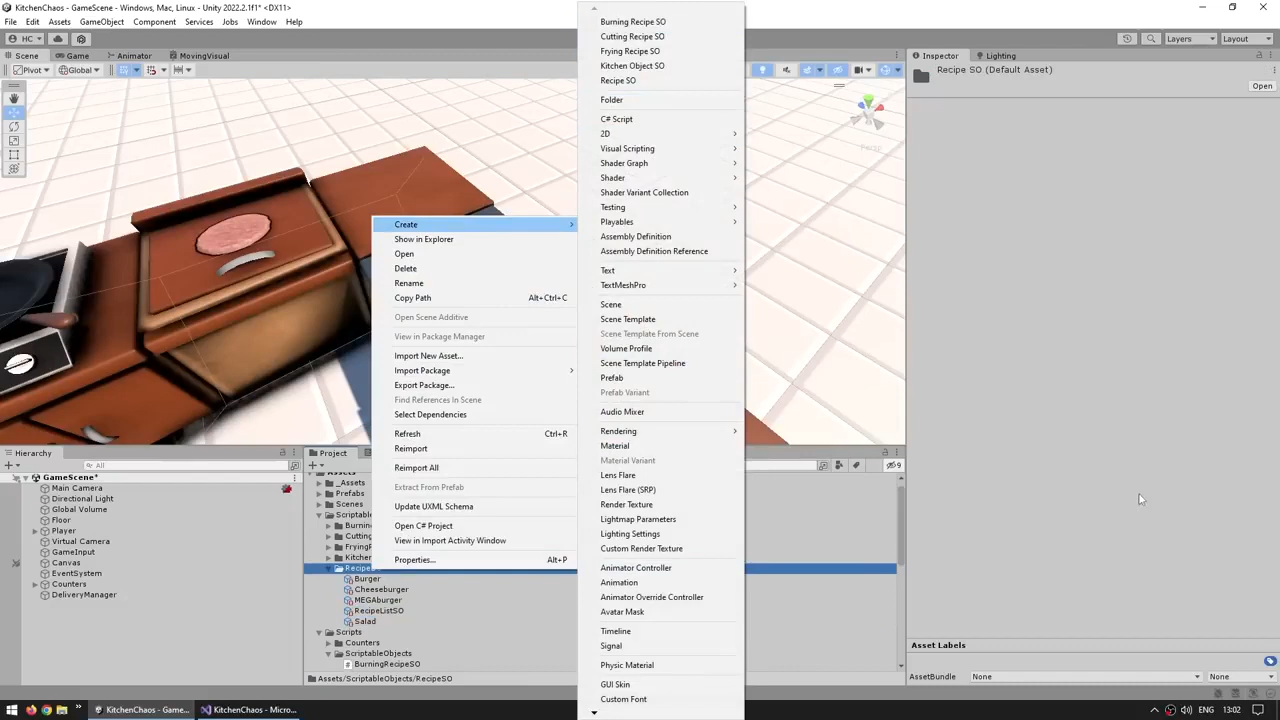 KitchenChaos - GameScene - Windows, Mac, Linux - Unity 2022.2.1f1* <DX11>
File Edit Assets GameObject Component Services Jobs Window Help
HC
Layers
Layout
Scene Game Animator MovingVisual
Pivot Global
Persp
Inspector Lighting
Recipe SO (Default Asset)
Open
Create
Show in Explorer
Open
Delete
Rename
Copy Path Alt+Ctrl+C
Open Scene Additive
View in Package Manager
Import New Asset...
Import Package
Export Package...
Find References In Scene
Select Dependencies
Refresh Ctrl+R
Reimport
Reimport All
Extract From Prefab
Update UXML Schema
Open C# Project
View in Import Activity Window
Properties... Alt+P
Burning Recipe SO
Cutting Recipe SO
Frying Recipe SO
Kitchen Object SO
Recipe SO
Folder
C# Script
2D
Visual Scripting
Shader Graph
Shader
Shader Variant Collection
Testing
Playables
Assembly Definition
Assembly Definition Reference
Text
TextMeshPro
Scene
Scene Template
Scene Template From Scene
Volume Profile
Scene Template Pipeline
Prefab
Prefab Variant
Audio Mixer
Rendering
Material
Material Variant
Lens Flare
Lens Flare (SRP)
Render Texture
Lightmap Parameters
Lighting Settings
Custom Render Texture
Animator Controller
Animation
Animator Override Controller
Avatar Mask
Timeline
Signal
Physic Material
GUI Skin
Custom Font
Hierarchy
All
GameScene*
Main Camera
Directional Light
Global Volume
Floor
Player
Virtual Camera
GameInput
Canvas
EventSystem
Counters
DeliveryManager
Project
9
Assets
_Assets
Prefabs
Scenes
Scriptab
Burnin
Cutting
FryingR
Kitche
Recipe
Burger
Cheeseburger
MEGAburger
RecipeListSO
Salad
Scripts
Counters
ScriptableObjects
BurningRecipeSO
Assets/ScriptableObjects/RecipeSO
Asset Labels
AssetBundle None None
KitchenChaos - Game...
KitchenChaos - Micro...
13:02